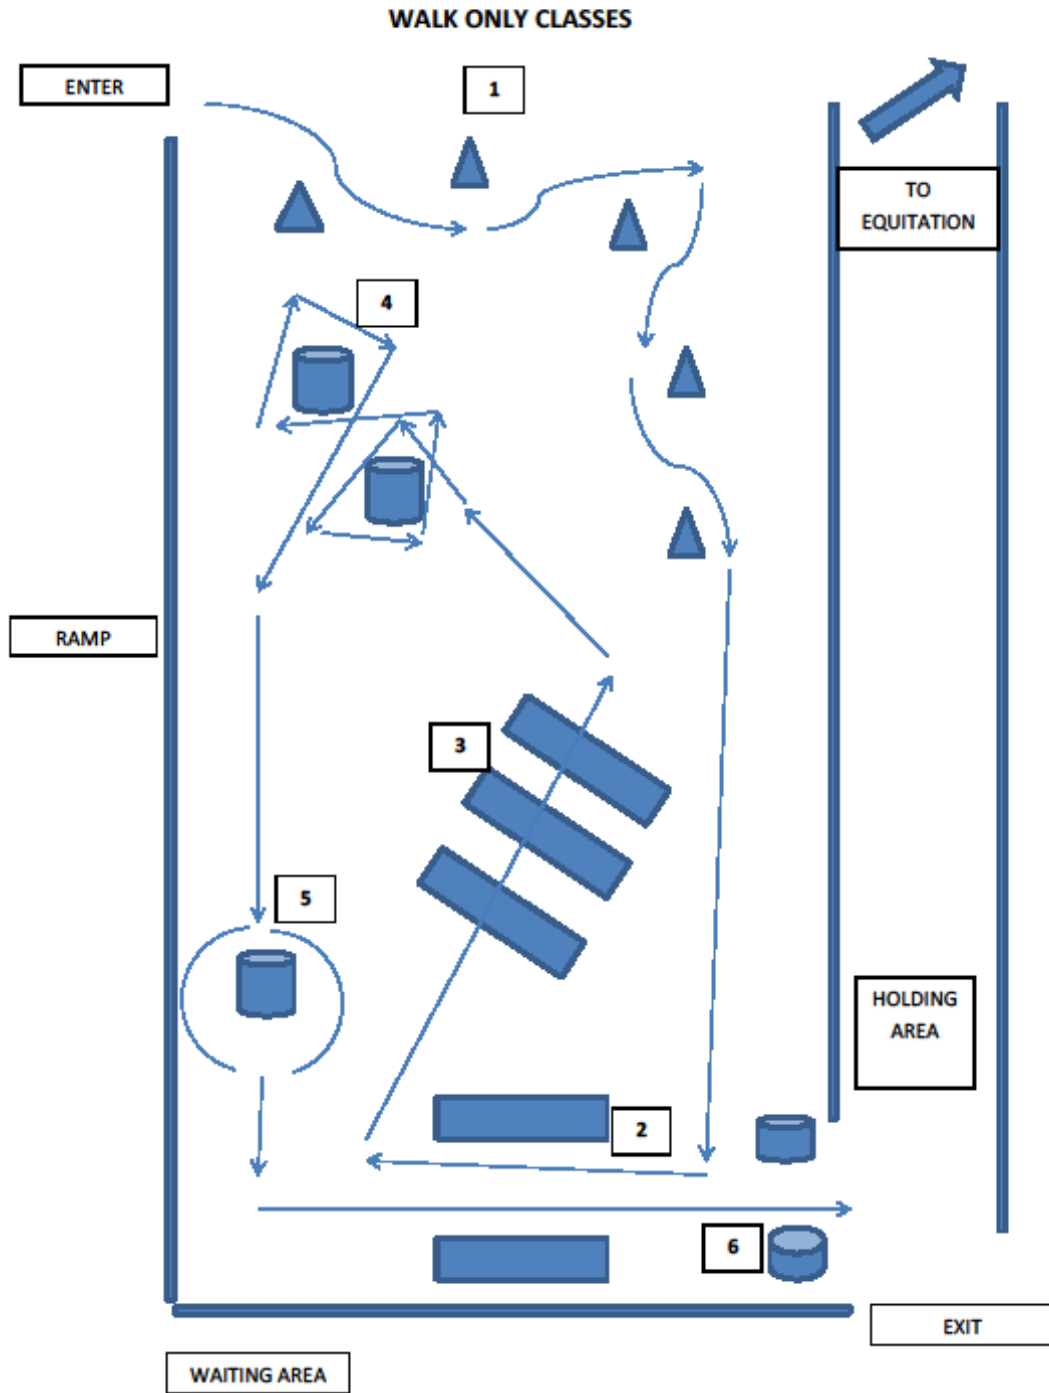 WALK ONLY CLASSES
ENTER
1
TO
EQUITATION
4
RAMP
3
5
HOLDING
AREA
2
6
EXIT
WAITING AREA